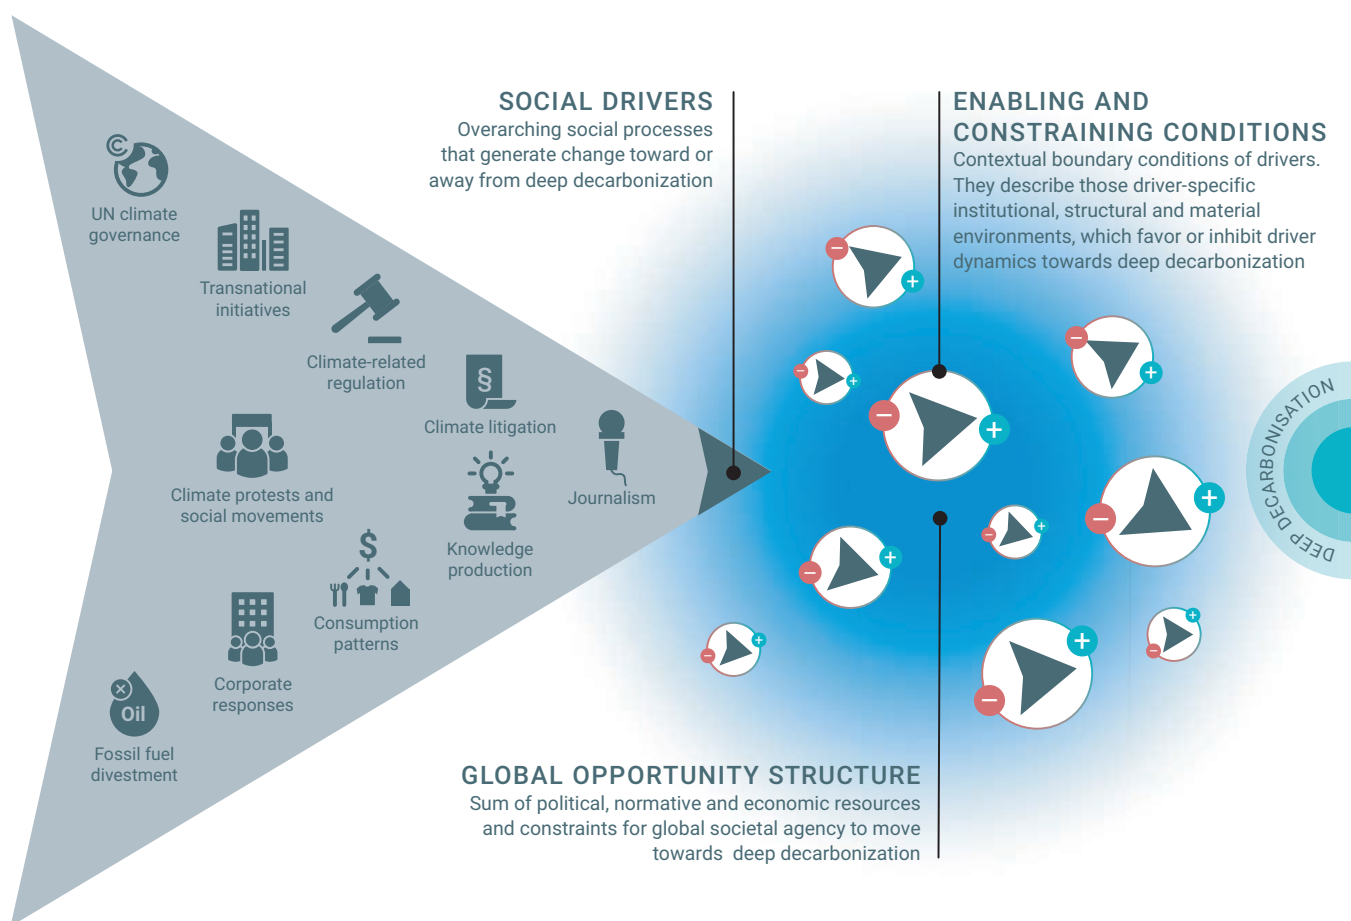 UN climate
governance
Transnational
initiatives
Climate-related
regulation
§
Climate litigation
Climate protests and
social movements
Journalism
Knowledge
production
$
Consumption
patterns
Corporate
responses
Oil
Fossil fuel
divestment
SOCIAL DRIVERS
Overarching social processes
that generate change toward or
away from deep decarbonization
ENABLING AND
CONSTRAINING CONDITIONS
Contextual boundary conditions of drivers.
They describe those driver-specific
institutional, structural and material
environments, which favor or inhibit driver
dynamics towards deep decarbonization
GLOBAL OPPORTUNITY STRUCTURE
Sum of political, normative and economic resources
and constraints for global societal agency to move
towards deep decarbonization
DEEP DECARBONISATION